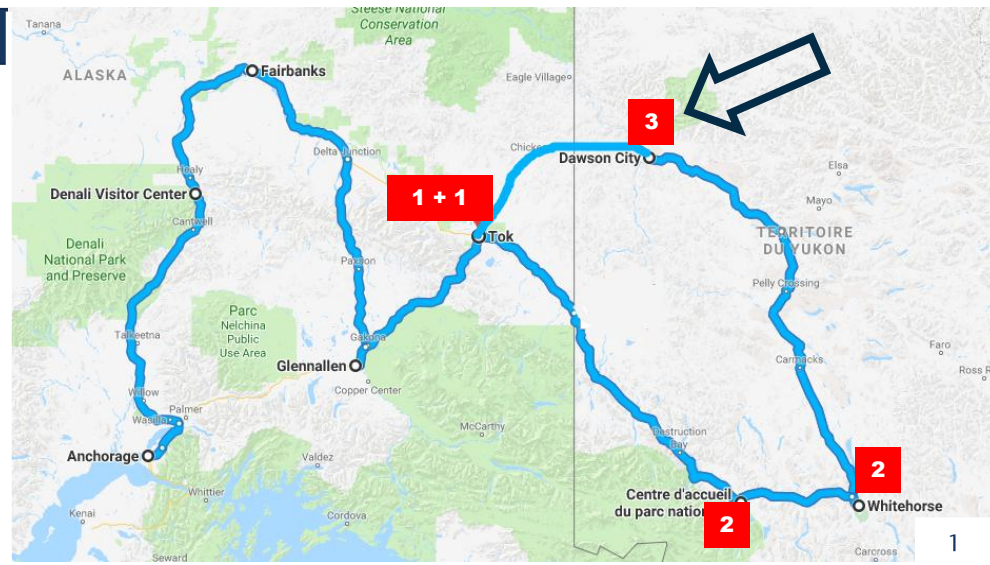 Steese National
Conservation
Area
Tanana
ALASKA
Fairbanks
Eagle Village
3
Delta Junction
Chicke
Dawson City
Elsa
Healy
Denali Visitor Center
1 + 1
Mayo
Cantwell
Tok
TERRITOIRE
DU YUKON
Denali
National Park
and Preserve
Paxson
Pelly Crossing
Parc
Nelchina
Public
Use Area
Talkeetna
Gakona
Glennallen
Faro
Carmacks
Ross R
Copper Center
Willow
Palmer
Wasilla
McCarthy
Destruction
Bay
Anchorage
Valdez
2
Centre d'accueil
du parc nation
2
Whitehorse
Whittier
Kenai
Cordova
1
Carcross
Seward